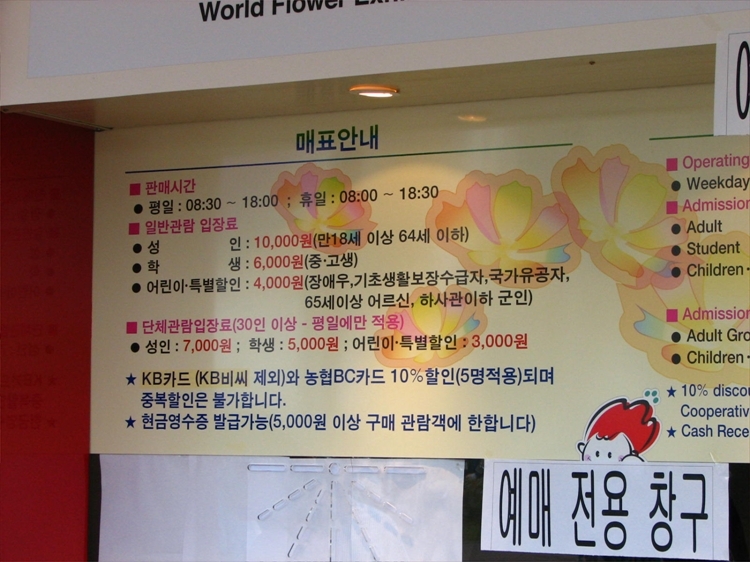 World Flower
매표안내
■ 판매시간
● 평일 : 08:30 ~ 18:00 ; 휴일 : 08:00 ~ 18:30
■ 일반관람 입장료
● 성 인 : 10,000원(만18세 이상 64세 이하)
● 학 생 : 6,000원(중·고생)
● 어린이·특별할인 : 4,000원(장애우,기초생활보장수급자,국가유공자,
65세이상 어르신, 하사관이하 군인)
■ 단체관람입장료(30인 이상 - 평일에만 적용)
● 성인 : 7,000원 ; 학생 : 5,000원 ; 어린이·특별할인 : 3,000원
★ KB카드 (KB비씨 제외)와 농협BC카드 10%할인(5명적용)되며
중복할인은 불가합니다.
★ 현금영수증 발급가능(5,000원 이상 구매 관람객에 한합니다)
■ Operating
● Weekday
■ Admission
● Adult
● Student
● Children
■ Admission
● Adult Gro
● Children
★ 10% discou
Cooperativ
★ Cash Rece
예매 전용 창구